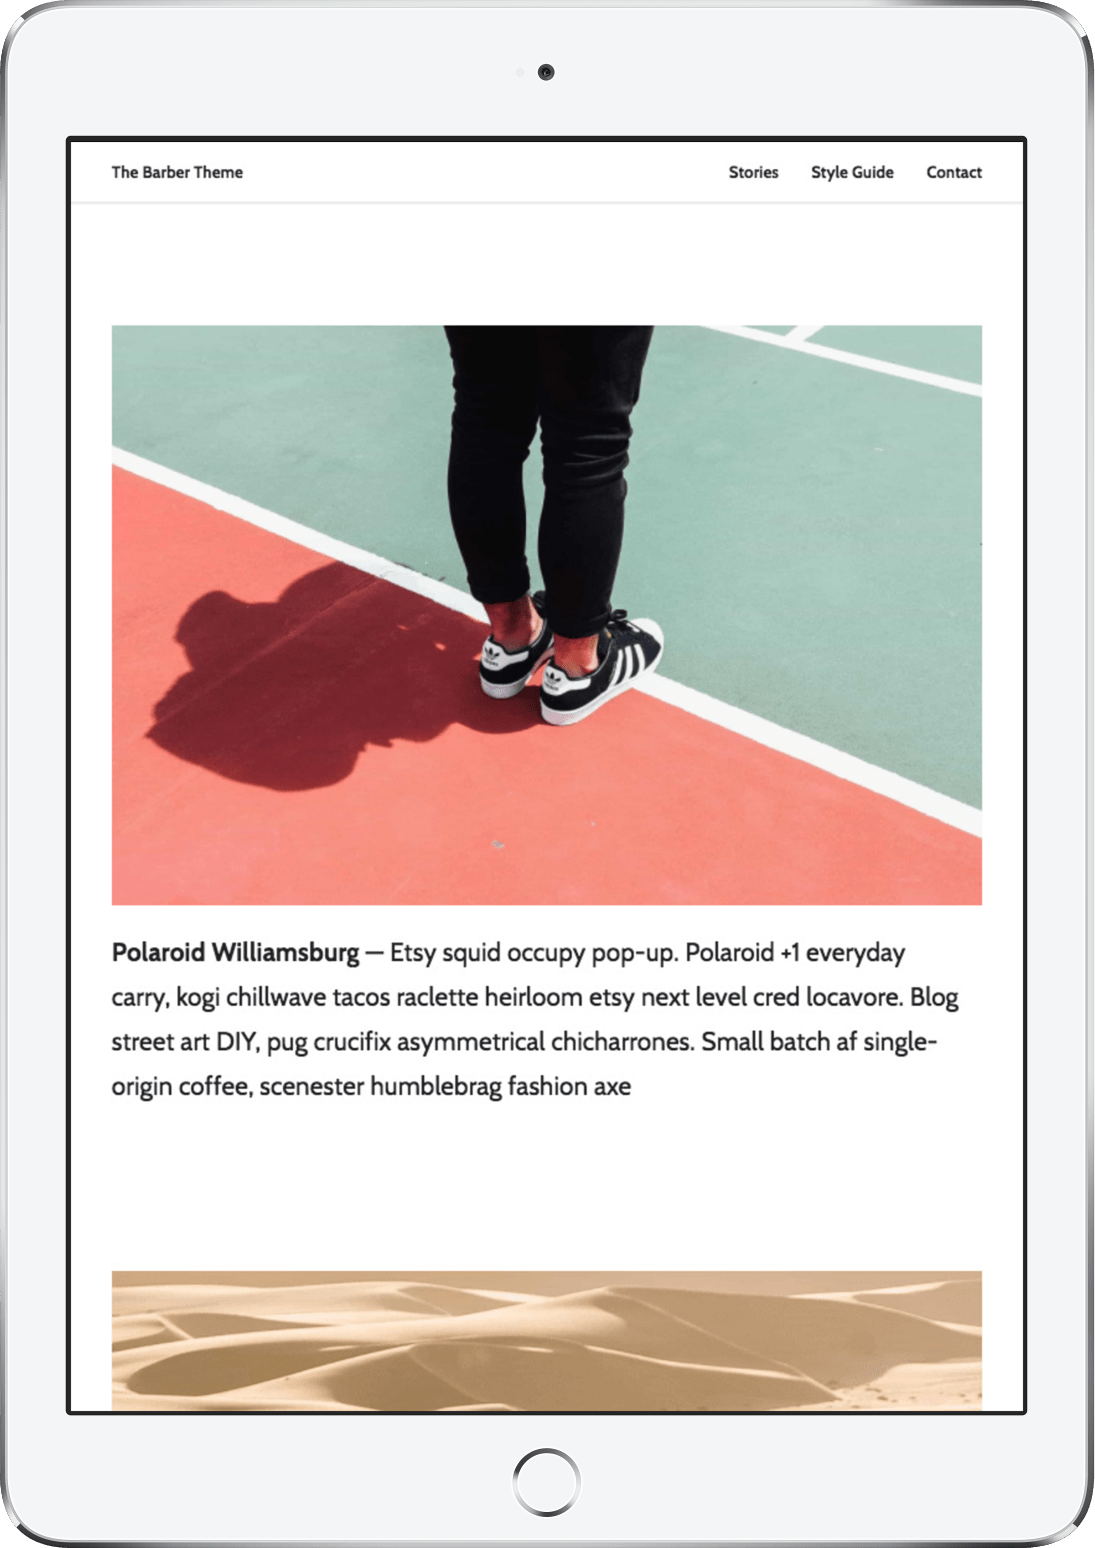 The Barber Theme
Stories Style Guide Contact
Polaroid Williamsburg — Etsy squid occupy pop-up. Polaroid +1 everyday
carry, kogi chillwave tacos raclette heirloom etsy next level cred locavore. Blog
street art DIY, pug crucifix asymmetrical chicharrones. Small batch af single-
origin coffee, scenester humblebrag fashion axe